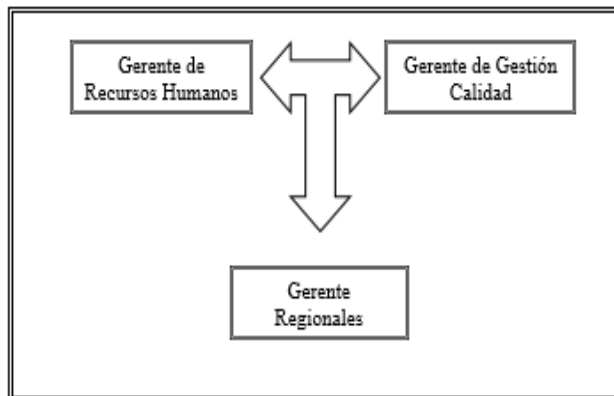 Gerente de
Recursos Humanos
Gerente de Gestión
Calidad
Gerente
Regionales